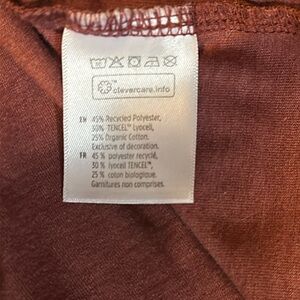 clevercare.info
EN 45% Recycled Polyester,
30% TENCEL™ Lyocell,
25% Organic Cotton.
Exclusive of decoration.
FR 45 % polyester recyclé,
30 % lyocell TENCEL™,
25 % coton biologique.
Garnitures non comprises.